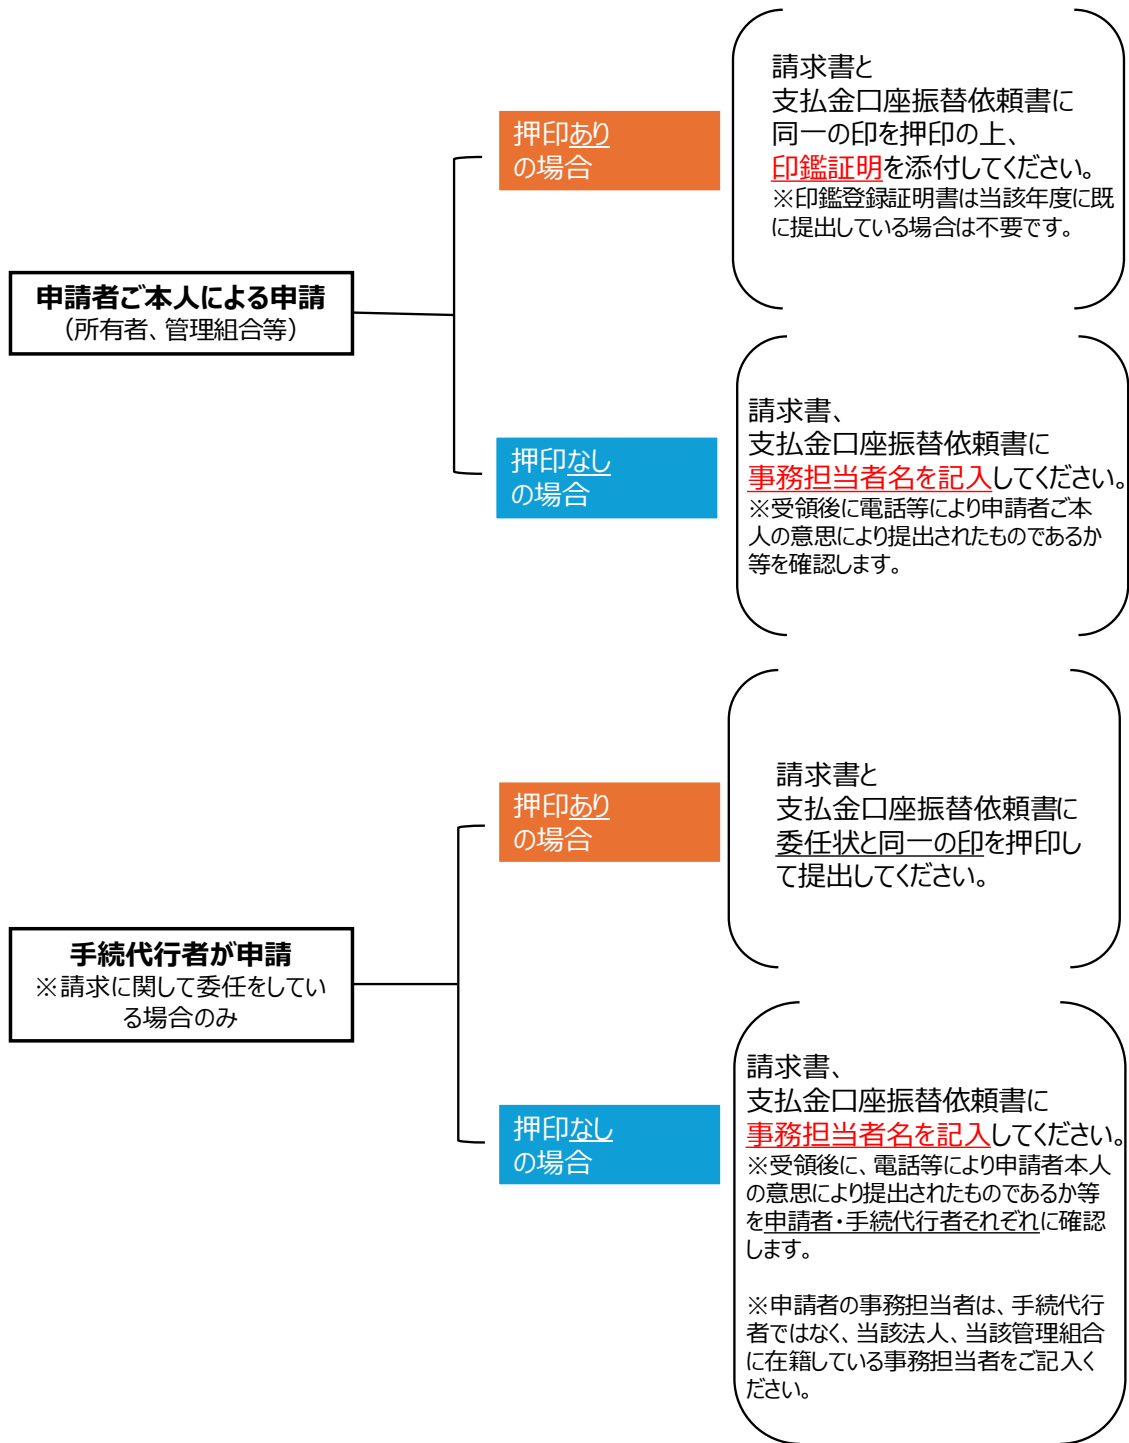 申請者ご本人による申請
（所有者、管理組合等）
押印あり
の場合
請求書と
支払金口座振替依頼書に
同一の印を押印の上、
印鑑証明を添付してください。
※印鑑登録証明書は当該年度に既
に提出している場合は不要です。
押印なし
の場合
請求書、
支払金口座振替依頼書に
事務担当者名を記入してください。
※受領後に電話等により申請者ご本
人の意思により提出されたものであるか
等を確認します。
手続代行者が申請
※請求に関して委任をしてい
る場合のみ
押印あり
の場合
請求書と
支払金口座振替依頼書に
委任状と同一の印を押印し
て提出してください。
押印なし
の場合
請求書、
支払金口座振替依頼書に
事務担当者名を記入してください。
※受領後に、電話等により申請者本人
の意思により提出されたものであるか等
を申請者・手続代行者それぞれに確認
します。
※申請者の事務担当者は、手続代行
者ではなく、当該法人、当該管理組合
に在籍している事務担当者をご記入く
ださい。